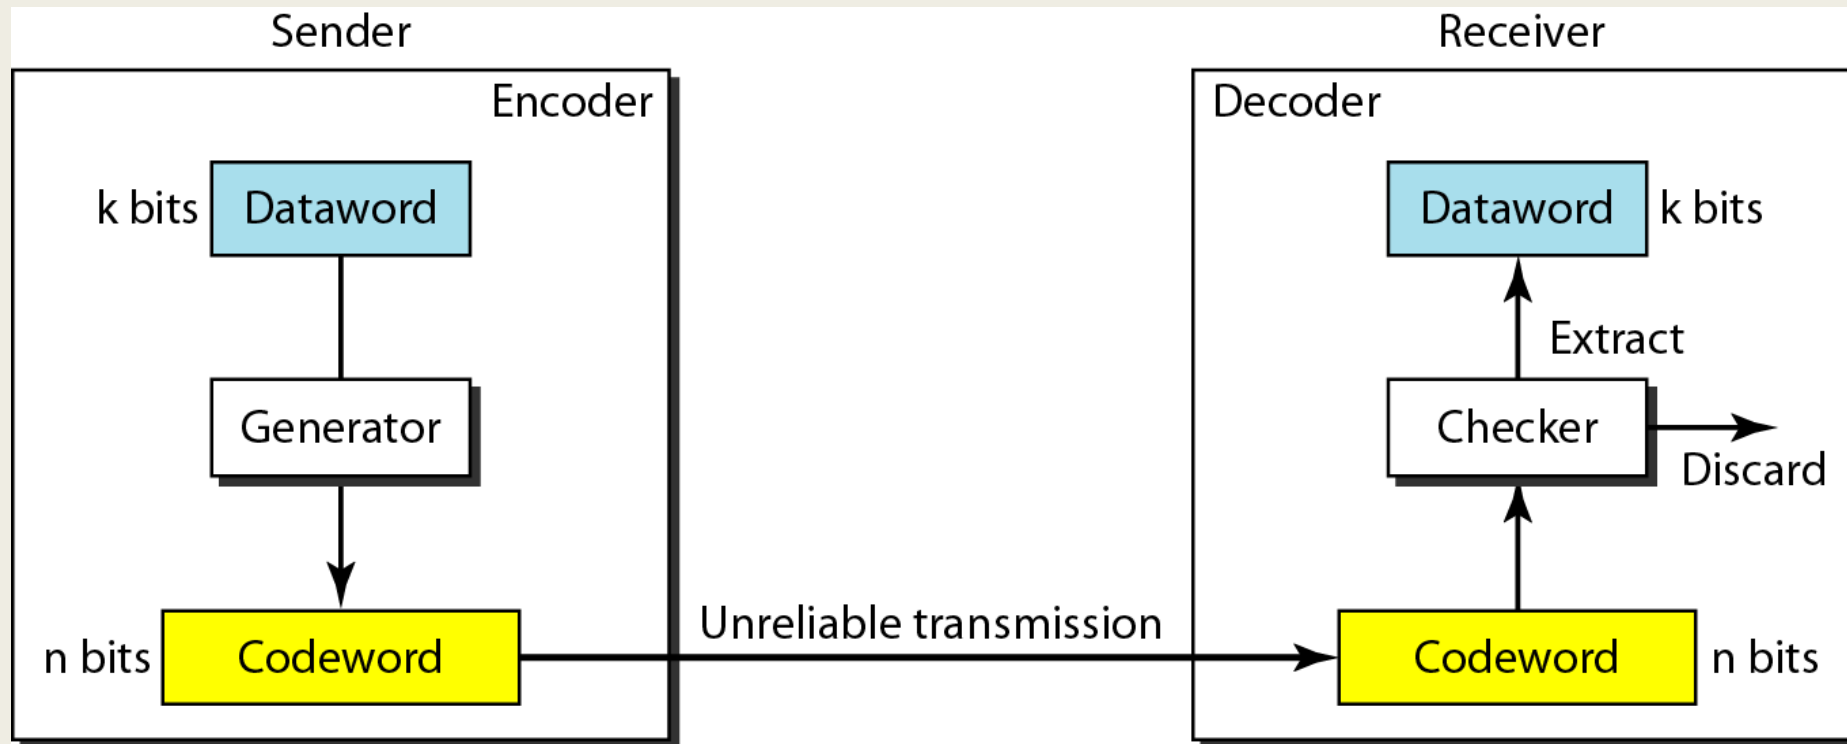 Sender
Receiver
Encoder
Decoder
k bits
Dataword
Dataword
k bits
Extract
Generator
Checker
Discard
Unreliable transmission
n bits
Codeword
Codeword
n bits